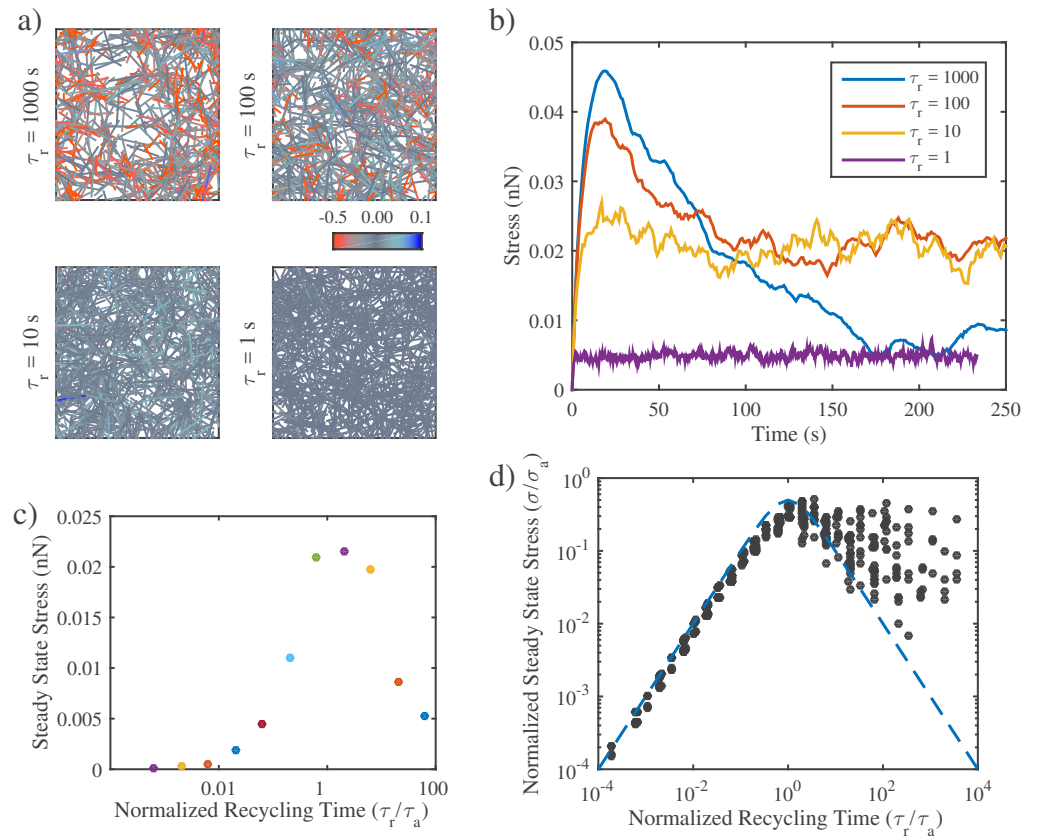 a)
τr = 1000 s
τr = 100 s
-0.5 0.00 0.1
τr = 10 s
τr = 1 s
b)
0.05
0.04
0.03
0.02
0.01
0
Stress (nN)
0 50 100 150 200 250
Time (s)
τr = 1000
τr = 100
τr = 10
τr = 1
c)
0.025
0.02
0.015
0.01
0.005
0
Steady State Stress (nN)
0.01 1 100
Normalized Recycling Time (τr/τa)
d)
10^0
10^-1
10^-2
10^-3
10^-4
Normalized Steady State Stress (σ/σa)
10^-4 10^-2 10^0 10^2 10^4
Normalized Recycling Time (τr/τa)